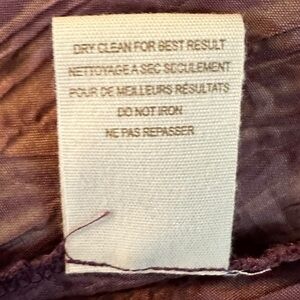 DRY CLEAN FOR BEST RESULT
NETTOYAGE A SEC SEULEMENT
POUR DE MEILLEURS RÉSULTATS
DO NOT IRON
NE PAS REPASSER